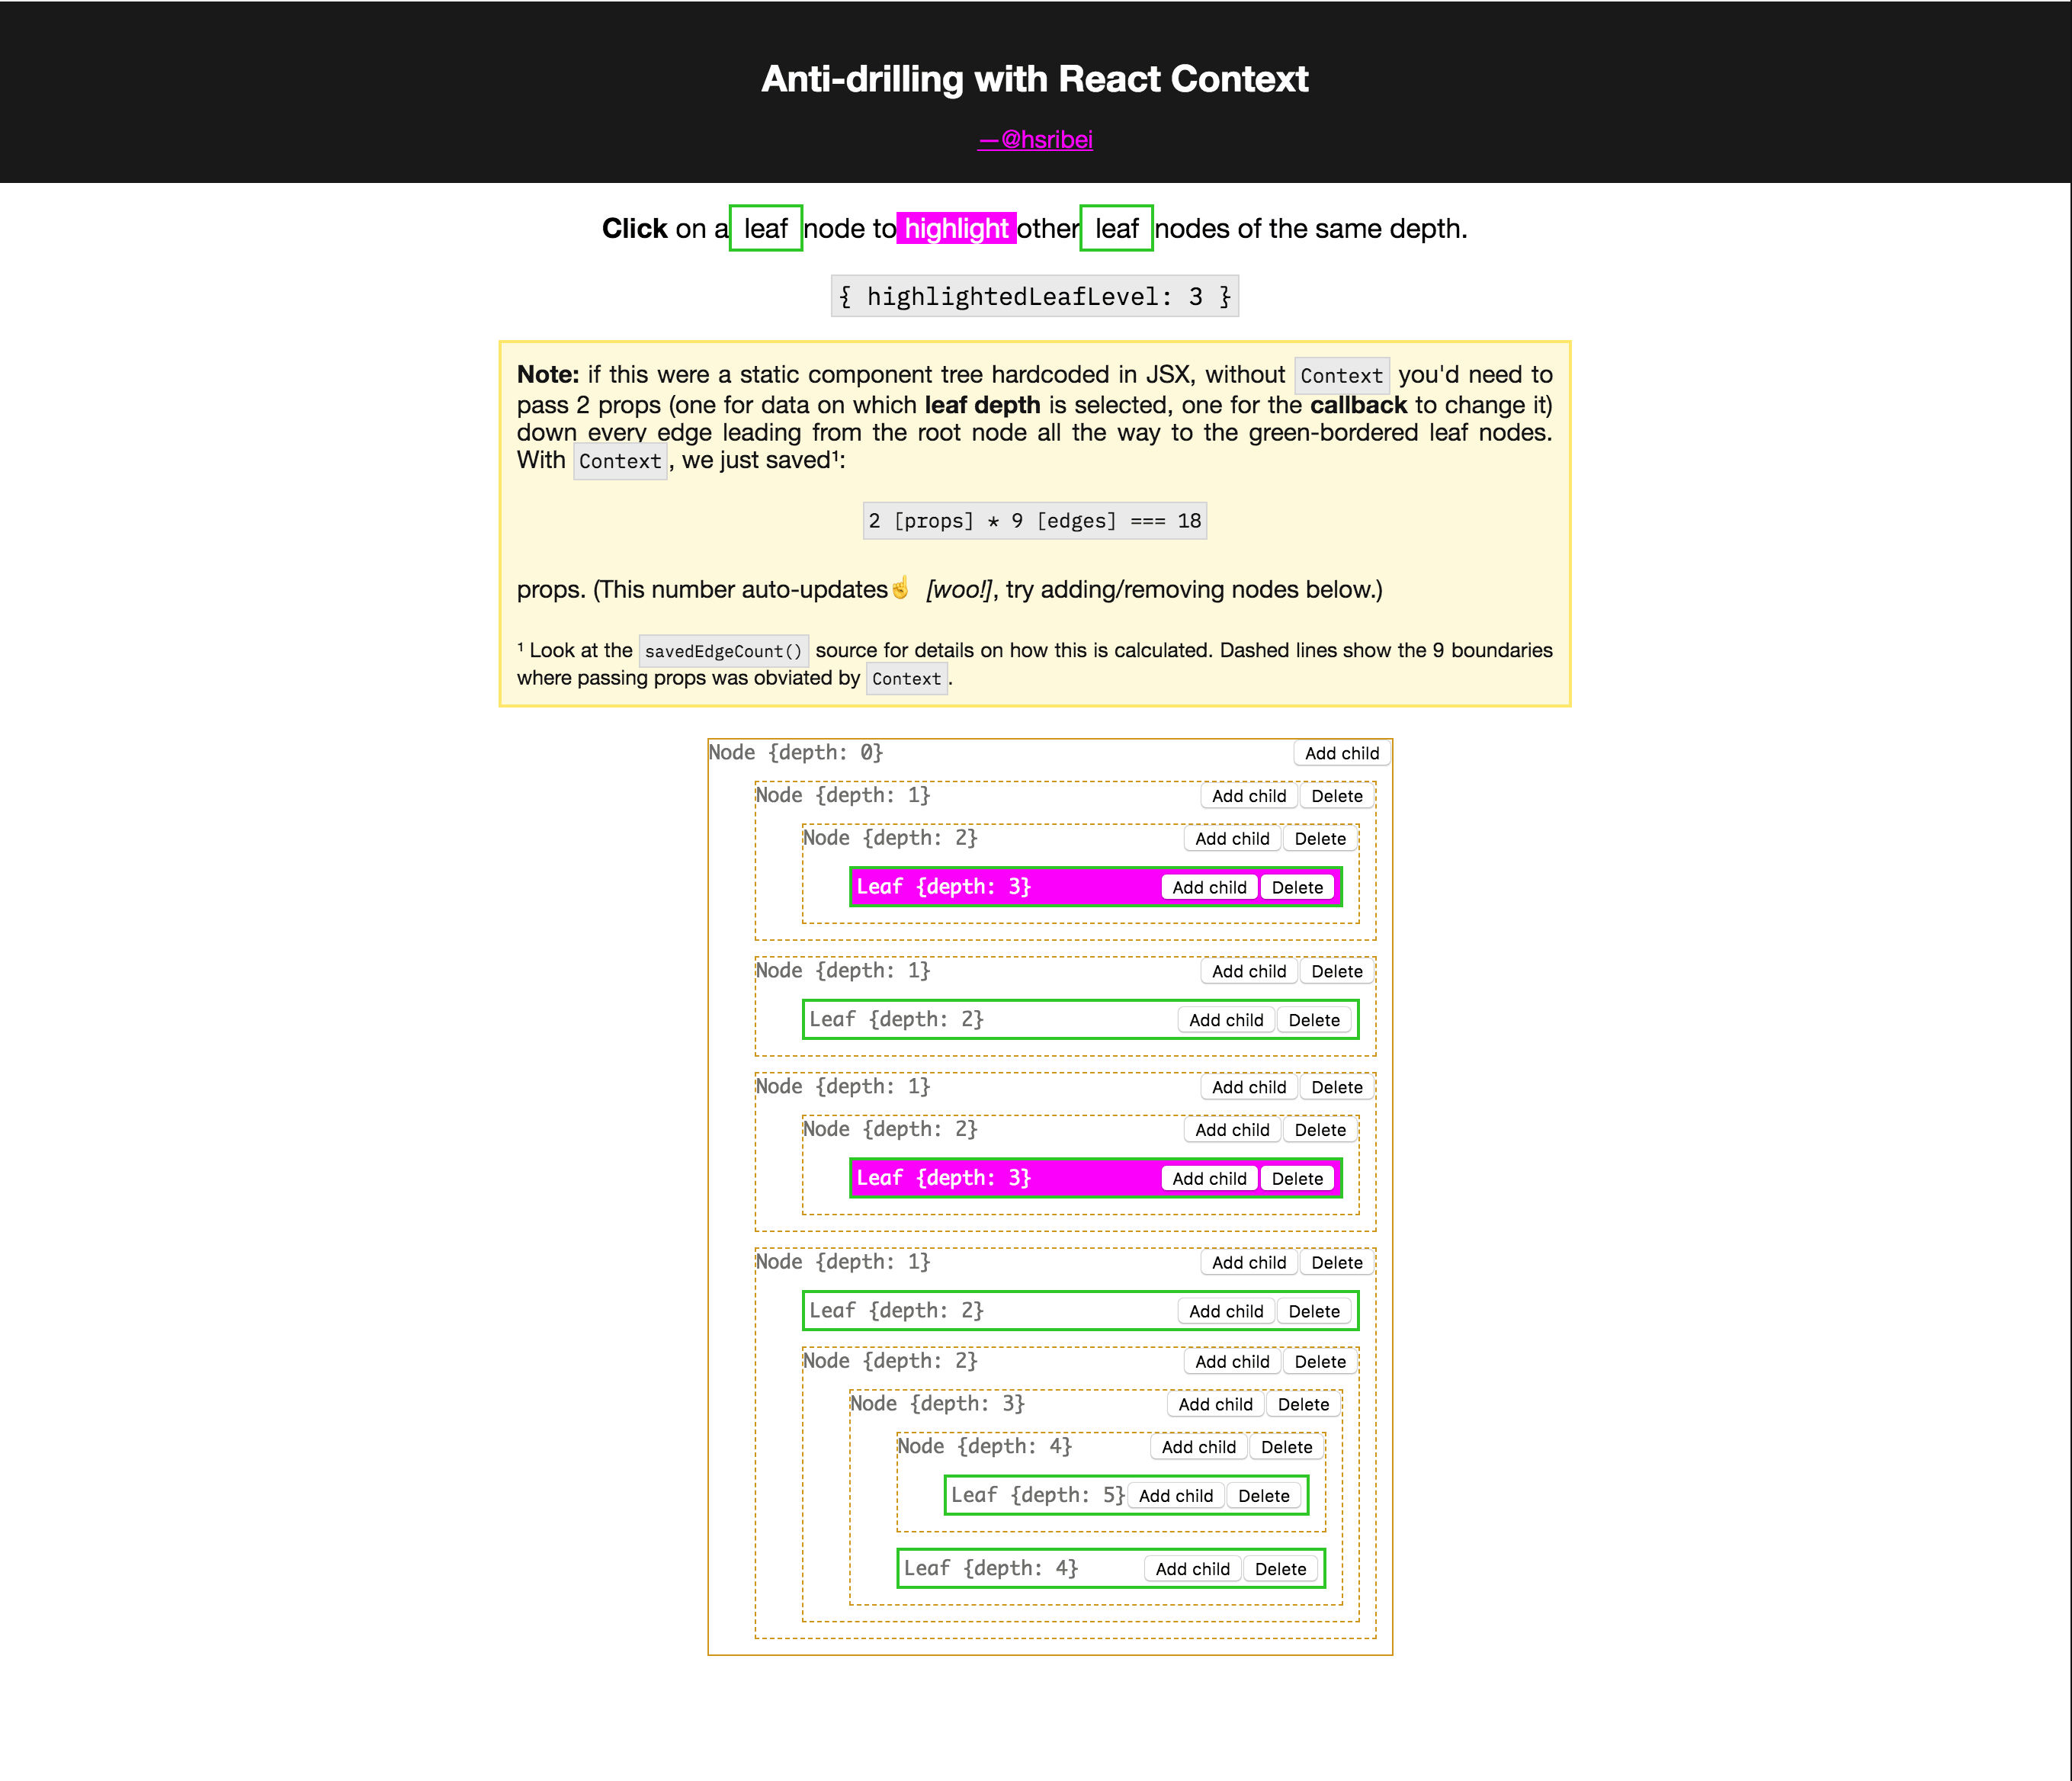 Anti-drilling with React Context
—@hsribei
Click on a leaf node to highlight other leaf nodes of the same depth.
{ highlightedLeafLevel: 3 }
Note: if this were a static component tree hardcoded in JSX, without Context you'd need to
pass 2 props (one for data on which leaf depth is selected, one for the callback to change it)
down every edge leading from the root node all the way to the green-bordered leaf nodes.
With Context, we just saved¹:
2 [props] * 9 [edges] === 18
props. (This number auto-updates☝ [woo!], try adding/removing nodes below.)
¹ Look at the savedEdgeCount() source for details on how this is calculated. Dashed lines show the 9 boundaries
where passing props was obviated by Context.
Node {depth: 0} Add child
Node {depth: 1} Add child Delete
Node {depth: 2} Add child Delete
Leaf {depth: 3} Add child Delete
Node {depth: 1} Add child Delete
Leaf {depth: 2} Add child Delete
Node {depth: 1} Add child Delete
Node {depth: 2} Add child Delete
Leaf {depth: 3} Add child Delete
Node {depth: 1} Add child Delete
Leaf {depth: 2} Add child Delete
Node {depth: 2} Add child Delete
Node {depth: 3} Add child Delete
Node {depth: 4} Add child Delete
Leaf {depth: 5} Add child Delete
Leaf {depth: 4} Add child Delete